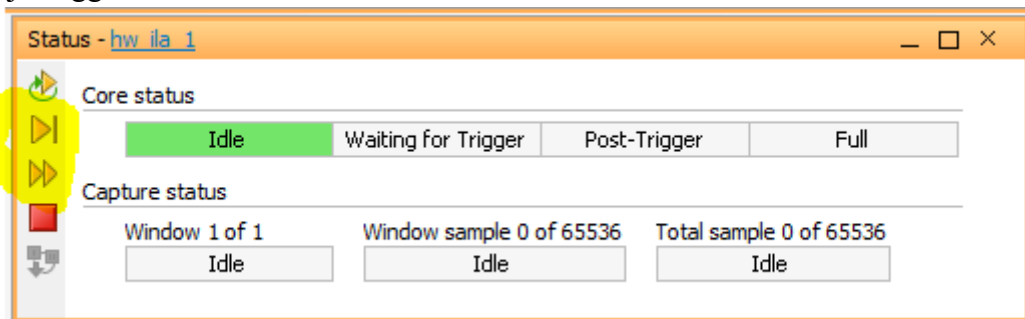 Status - hw_ila_1
Core status
Idle Waiting for Trigger Post-Trigger Full
Capture status
Window 1 of 1 Window sample 0 of 65536 Total sample 0 of 65536
Idle Idle Idle